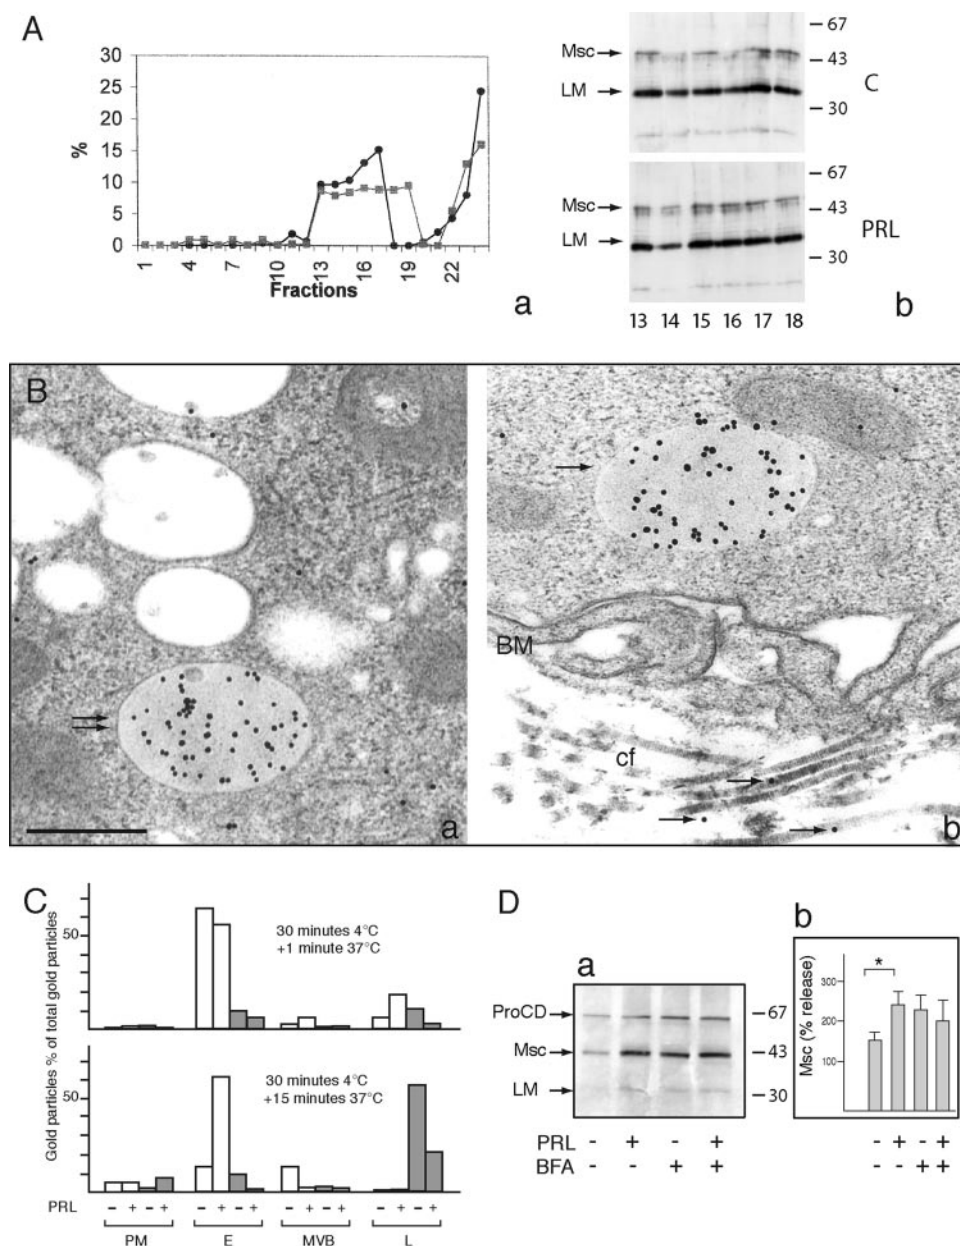 A
30
25
20
15
10
5
0
%
1
4
7
10
13
16
19
22
Fractions
a
Msc
LM
67
43
30
C
Msc
LM
67
43
30
PRL
13 14 15 16 17 18
b
B
a
BM
cf
b
C
Gold particles % of total gold particles
50
30 minutes 4°C
+1 minute 37°C
50
30 minutes 4°C
+15 minutes 37°C
PRL - + - + - + - + - + - + - + - +
PM E MVB L
D
a
ProCD
Msc
LM
67
43
30
PRL - + - +
BFA - - + +
b
*
Msc (% release)
300
200
100
- + - +
- - + +